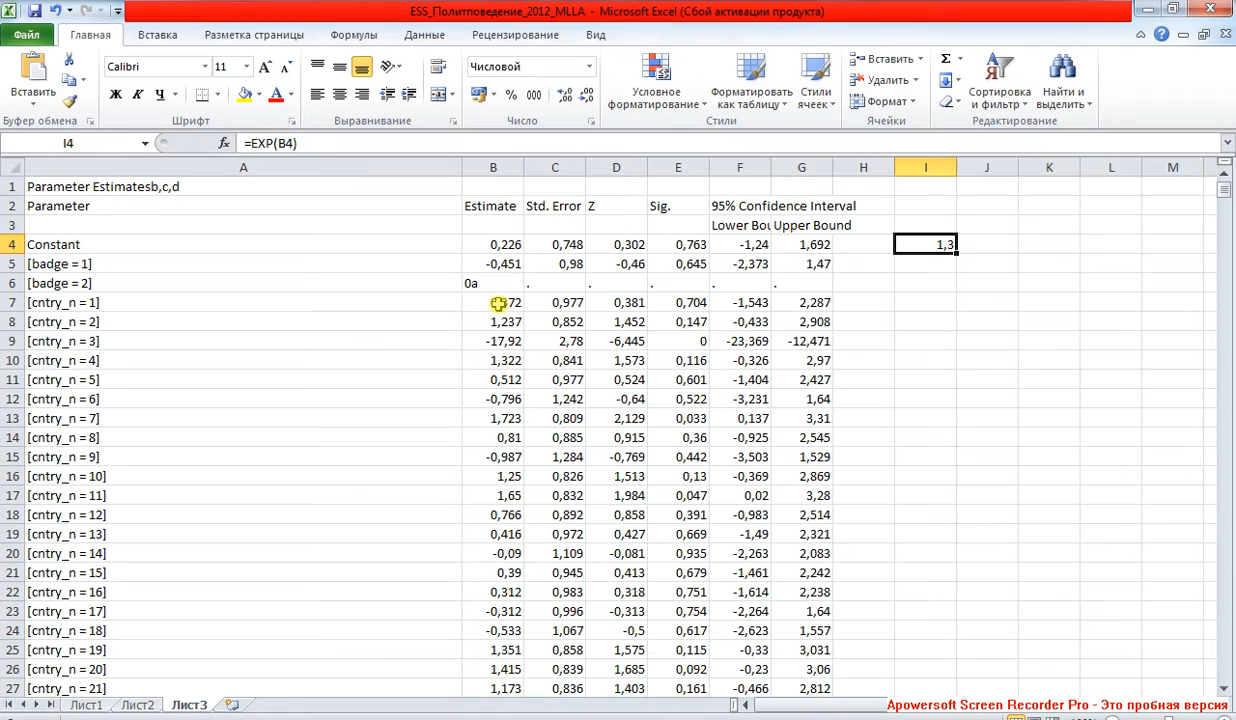 ESS_Политповедение_2012_MLLA - Microsoft Excel (Сбой активации продукта)
Файл Главная Вставка Разметка страницы Формулы Данные Рецензирование Вид
Вставить
Calibri 11
Ж К Ч
Числовой
% 000
Условное форматирование
Форматировать как таблицу
Стили ячеек
Вставить
Удалить
Формат
Сортировка и фильтр
Найти и выделить
Буфер обмена Шрифт Выравнивание Число Стили Ячейки Редактирование
I4 fx =EXP(B4)
A B C D E F G H I J K L M
1 Parameter Estimatesb,c,d
2 Parameter Estimate Std. Error Z Sig. 95% Confidence Interval
3 Lower Bou Upper Bound
4 Constant 0,226 0,748 0,302 0,763 -1,24 1,692 1,3
5 [badge = 1] -0,451 0,98 -0,46 0,645 -2,373 1,47
6 [badge = 2] 0a . . . . .
7 [cntry_n = 1] 0,977 0,381 0,704 -1,543 2,287
8 [cntry_n = 2] 1,237 0,852 1,452 0,147 -0,433 2,908
9 [cntry_n = 3] -17,92 2,78 -6,445 0 -23,369 -12,471
10 [cntry_n = 4] 1,322 0,841 1,573 0,116 -0,326 2,97
11 [cntry_n = 5] 0,512 0,977 0,524 0,601 -1,404 2,427
12 [cntry_n = 6] -0,796 1,242 -0,64 0,522 -3,231 1,64
13 [cntry_n = 7] 1,723 0,809 2,129 0,033 0,137 3,31
14 [cntry_n = 8] 0,81 0,885 0,915 0,36 -0,925 2,545
15 [cntry_n = 9] -0,987 1,284 -0,769 0,442 -3,503 1,529
16 [cntry_n = 10] 1,25 0,826 1,513 0,13 -0,369 2,869
17 [cntry_n = 11] 1,65 0,832 1,984 0,047 0,02 3,28
18 [cntry_n = 12] 0,766 0,892 0,858 0,391 -0,983 2,514
19 [cntry_n = 13] 0,416 0,972 0,427 0,669 -1,49 2,321
20 [cntry_n = 14] -0,09 1,109 -0,081 0,935 -2,263 2,083
21 [cntry_n = 15] 0,39 0,945 0,413 0,679 -1,461 2,242
22 [cntry_n = 16] 0,312 0,983 0,318 0,751 -1,614 2,238
23 [cntry_n = 17] -0,312 0,996 -0,313 0,754 -2,264 1,64
24 [cntry_n = 18] -0,533 1,067 -0,5 0,617 -2,623 1,557
25 [cntry_n = 19] 1,351 0,858 1,575 0,115 -0,33 3,031
26 [cntry_n = 20] 1,415 0,839 1,685 0,092 -0,23 3,06
27 [cntry_n = 21] 1,173 0,836 1,403 0,161 -0,466 2,812
Лист1 Лист2 Лист3
Apowersoft Screen Recorder Pro - Это пробная версия